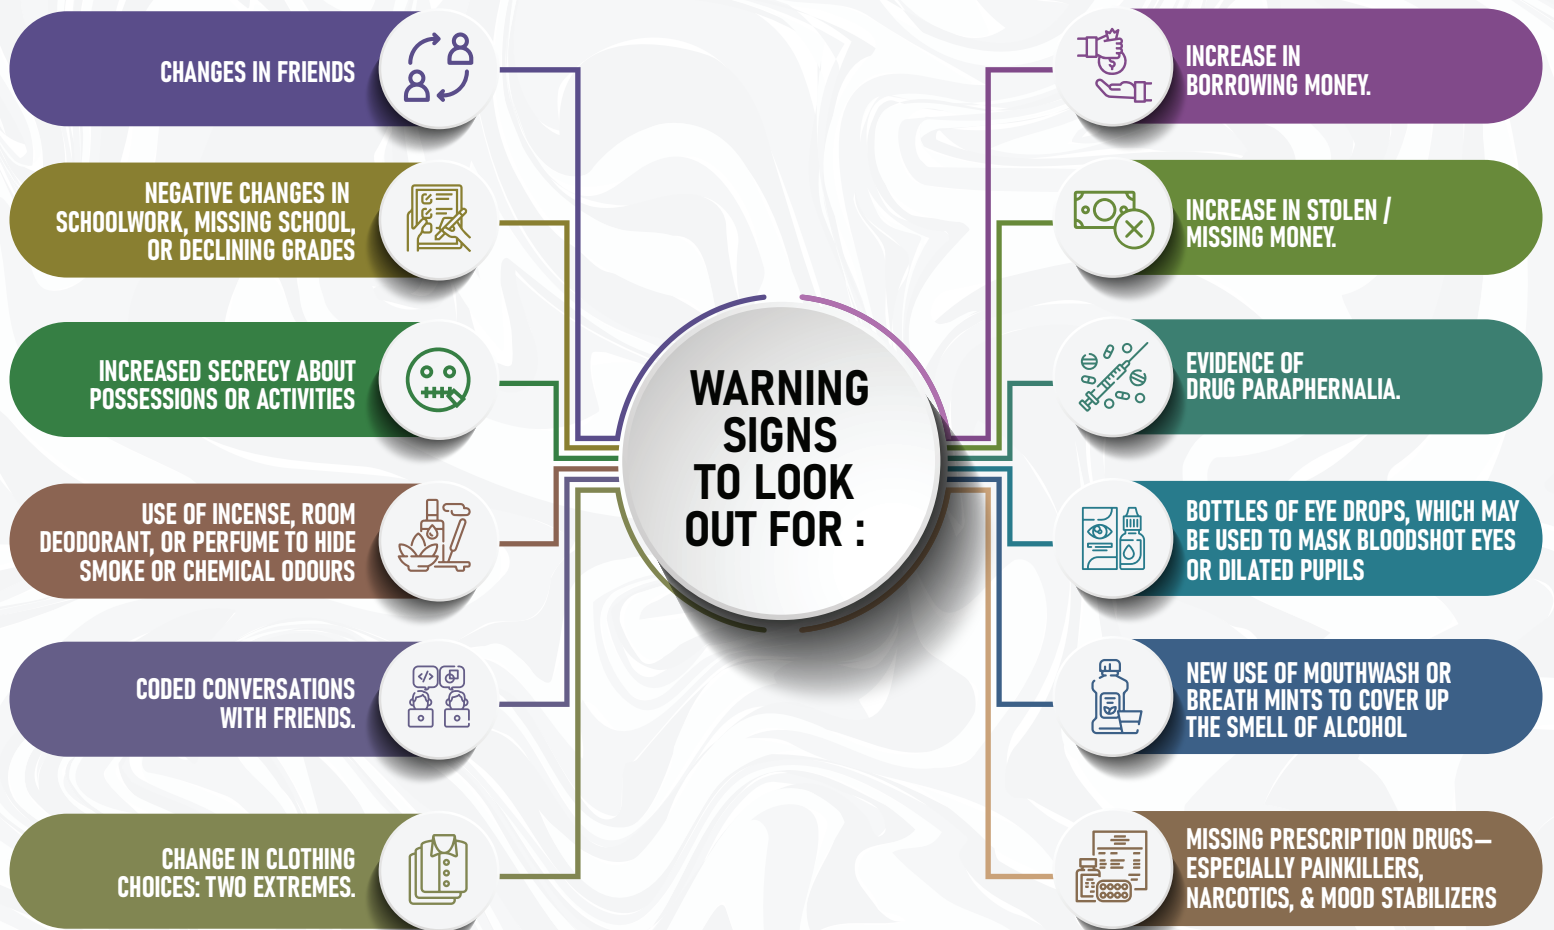 WARNING
SIGNS
TO LOOK
OUT FOR :
CHANGES IN FRIENDS
NEGATIVE CHANGES IN
SCHOOLWORK, MISSING SCHOOL,
OR DECLINING GRADES
INCREASED SECRECY ABOUT
POSSESSIONS OR ACTIVITIES
USE OF INCENSE, ROOM
DEODORANT, OR PERFUME TO HIDE
SMOKE OR CHEMICAL ODOURS
CODED CONVERSATIONS
WITH FRIENDS.
CHANGE IN CLOTHING
CHOICES: TWO EXTREMES.
INCREASE IN
BORROWING MONEY.
INCREASE IN STOLEN /
MISSING MONEY.
EVIDENCE OF
DRUG PARAPHERNALIA.
BOTTLES OF EYE DROPS, WHICH MAY
BE USED TO MASK BLOODSHOT EYES
OR DILATED PUPILS
NEW USE OF MOUTHWASH OR
BREATH MINTS TO COVER UP
THE SMELL OF ALCOHOL
MISSING PRESCRIPTION DRUGS—
ESPECIALLY PAINKILLERS,
NARCOTICS, & MOOD STABILIZERS